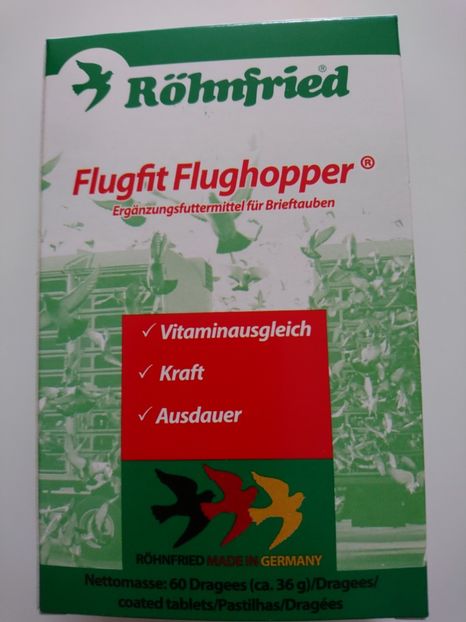 Röhnfried®
Flugfit Flughopper®
Ergänzungsfuttermittel für Brieftauben
✓ Vitaminausgleich
✓ Kraft
✓ Ausdauer
RÖHNFRIED MADE IN GERMANY
Nettomasse: 60 Dragees (ca. 36 g)/Dragees/
coated tablets/Pastilhas/Dragées